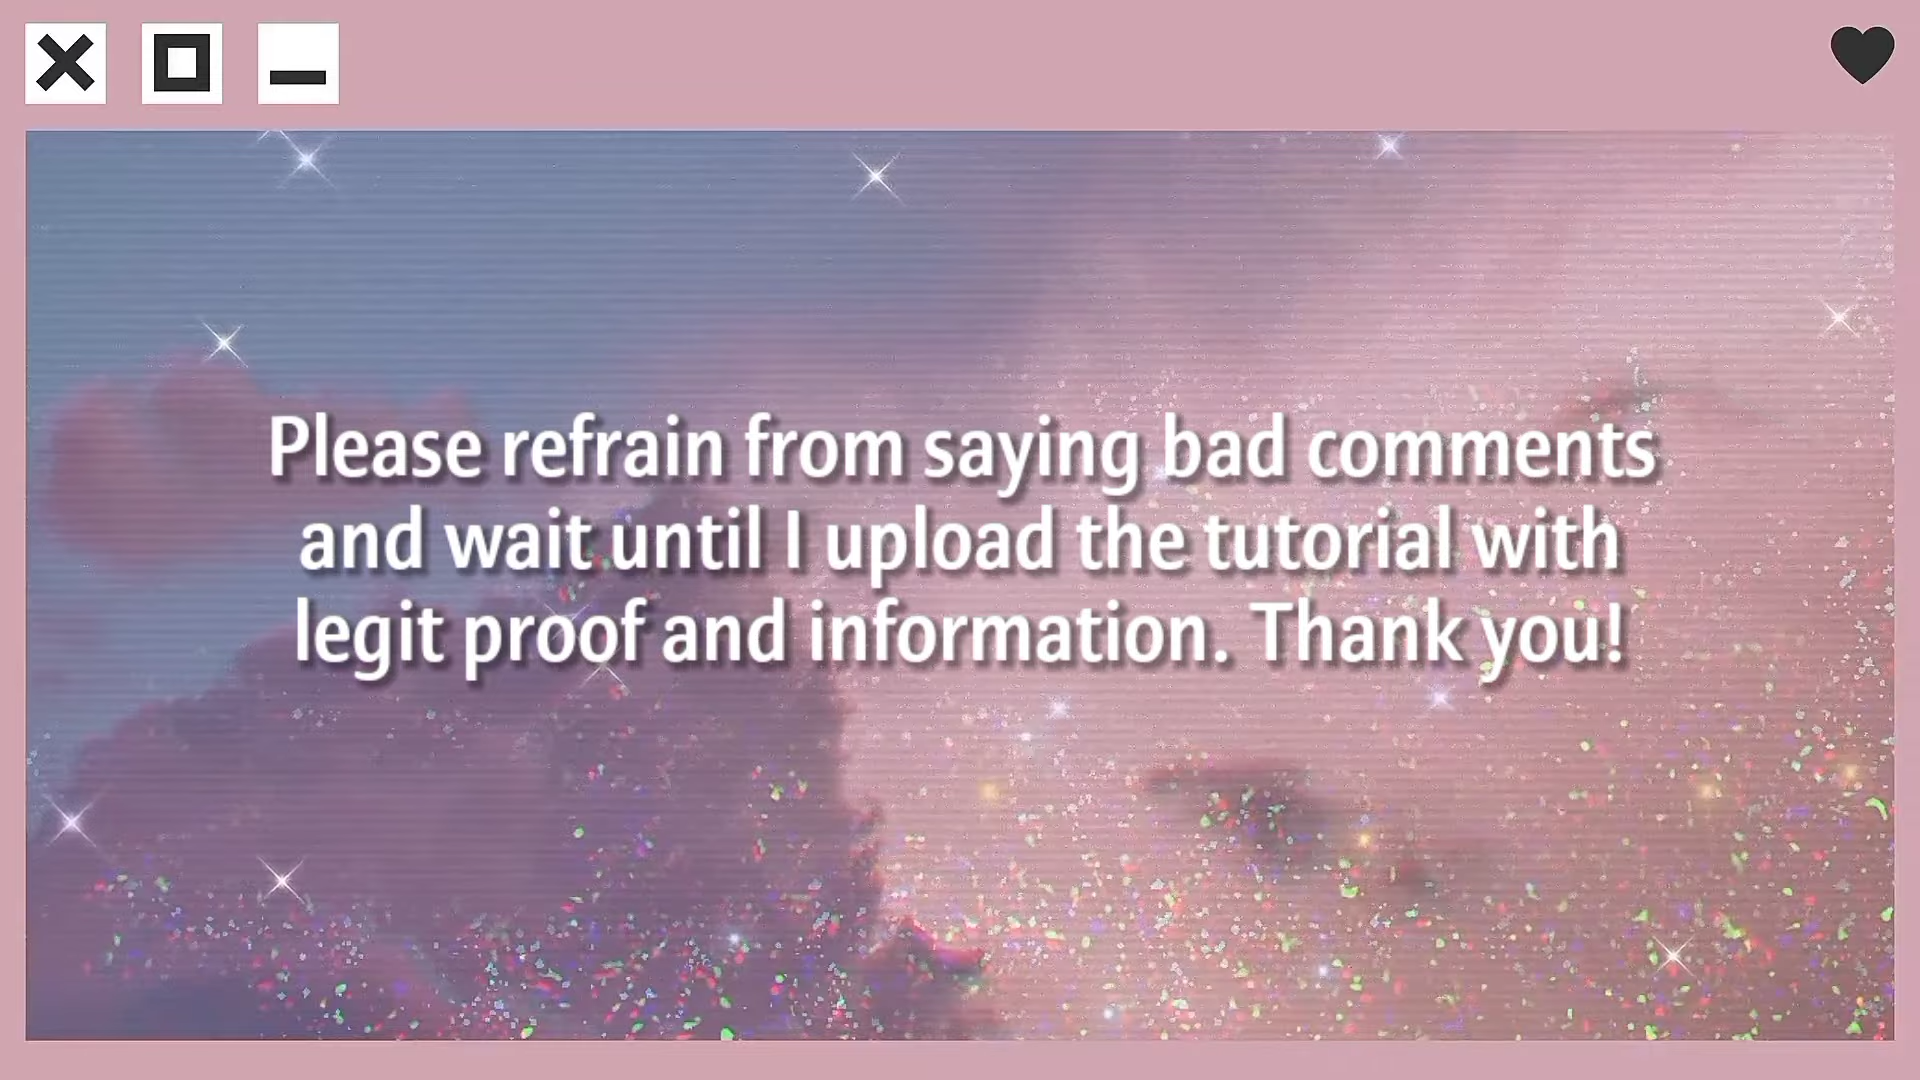 Please refrain from saying bad comments
and wait until I upload the tutorial with
legit proof and information. Thank you!